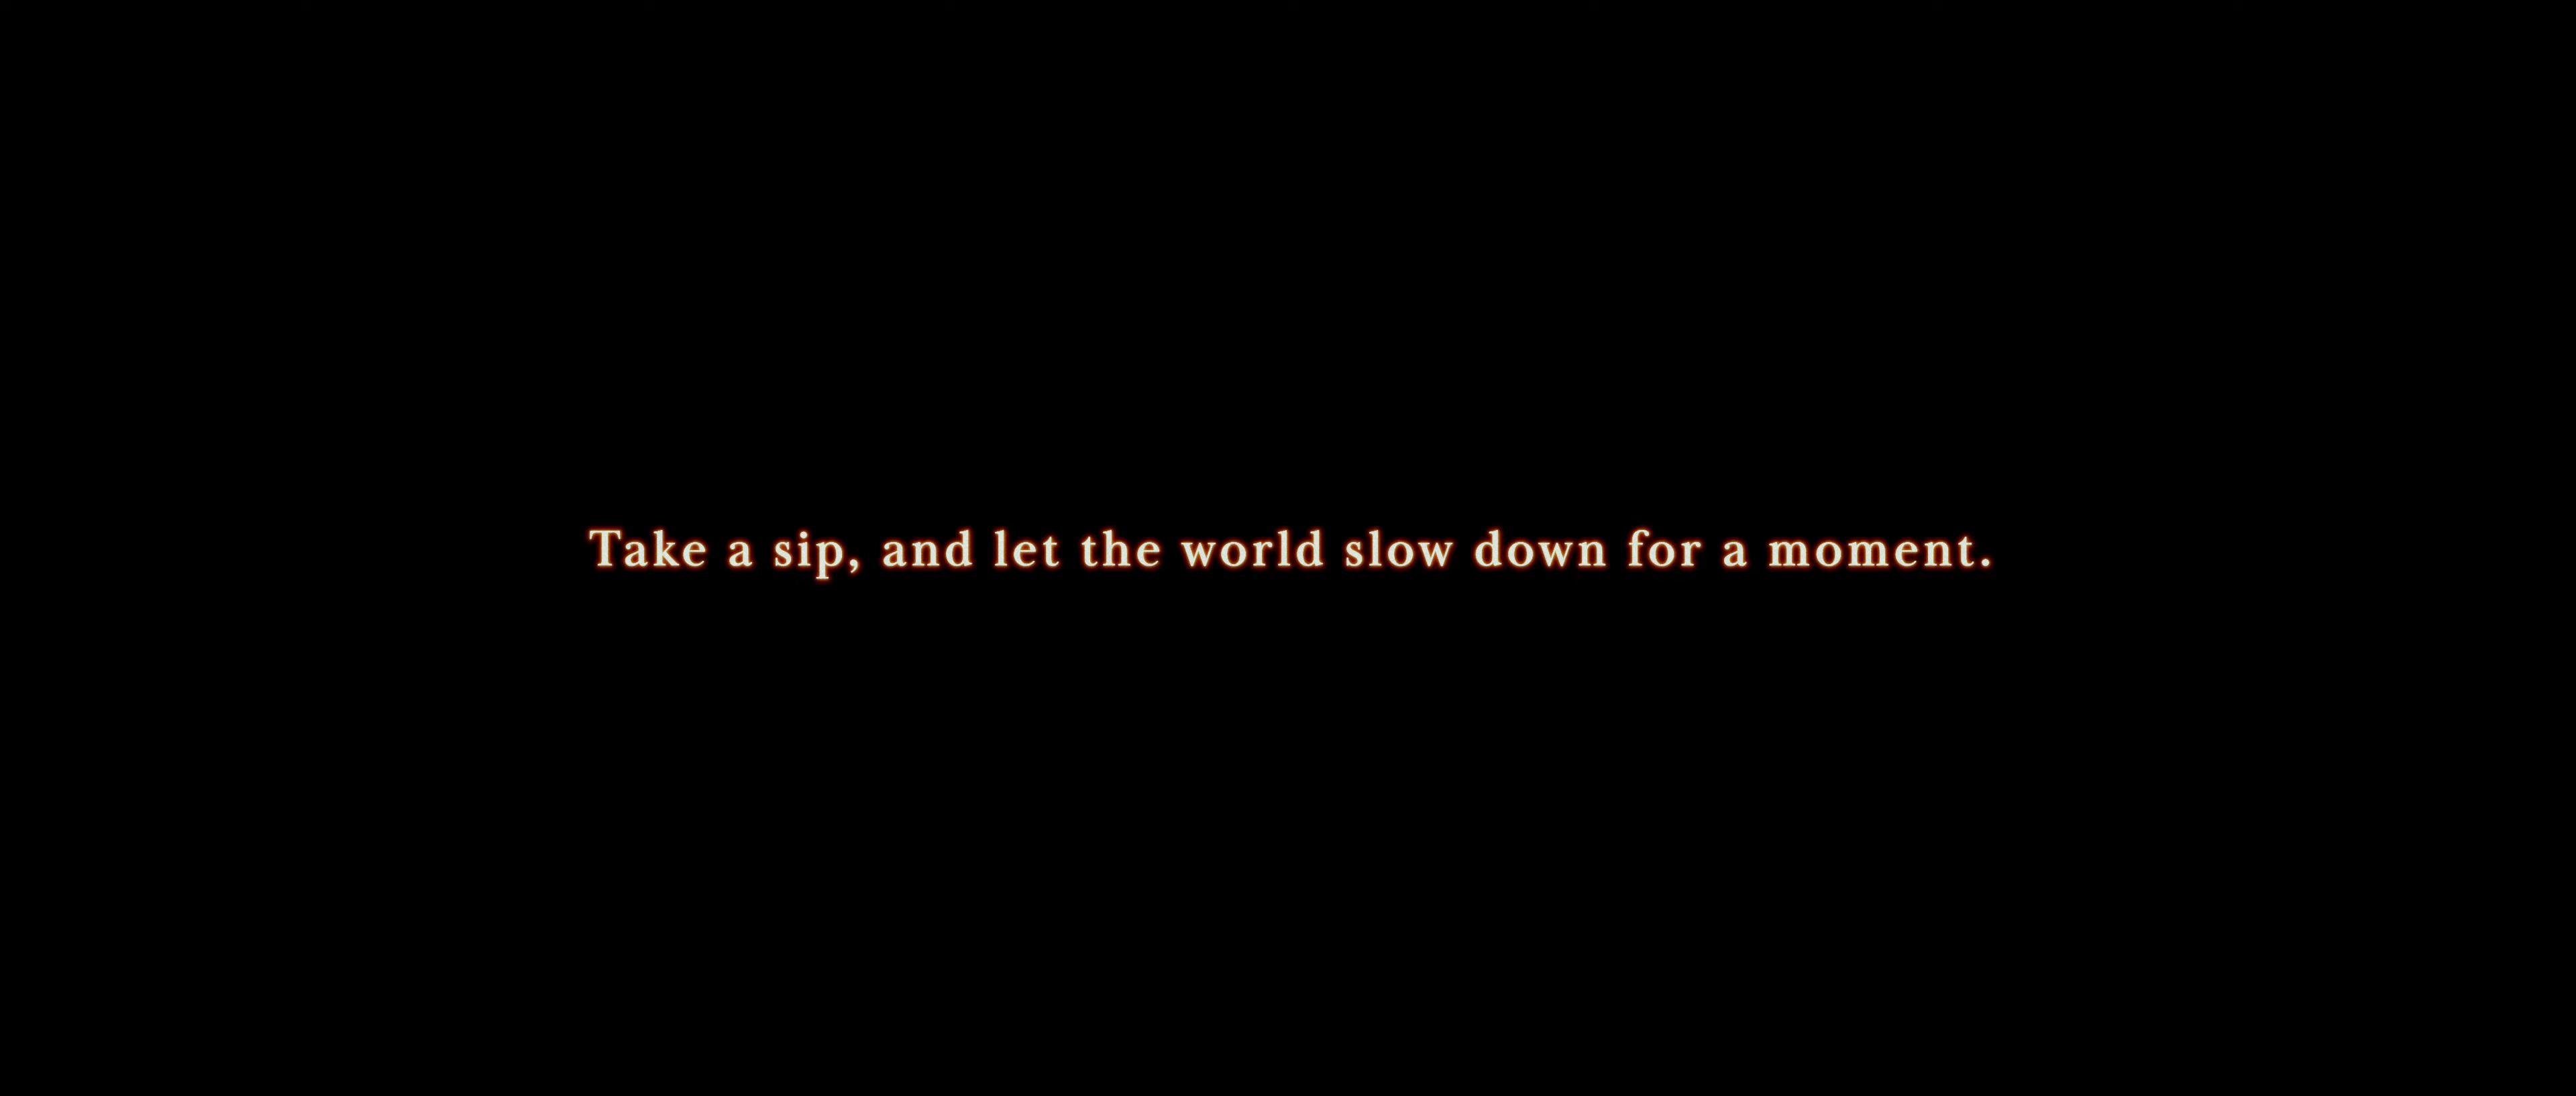 Take a sip, and let the world slow down for a moment.